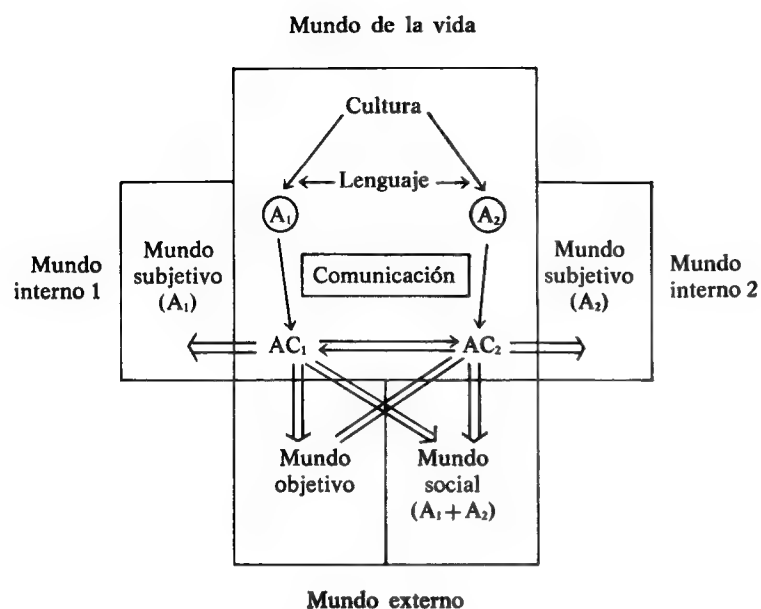 Mundo de la vida
Cultura
Lenguaje
A₁
A₂
Mundo
interno 1
Mundo
subjetivo
(A₁)
Comunicación
Mundo
subjetivo
(A₂)
Mundo
interno 2
AC₁
AC₂
Mundo
objetivo
Mundo
social
(A₁ + A₂)
Mundo externo